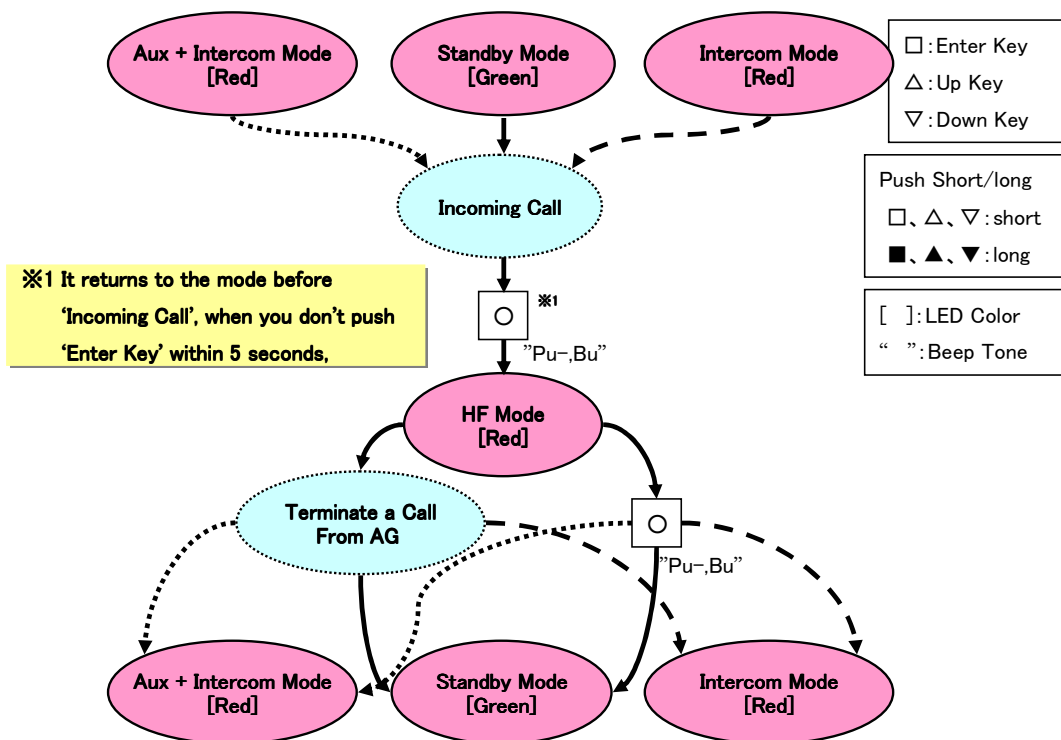 Aux + Intercom Mode
[Red]
Standby Mode
[Green]
Intercom Mode
[Red]
□:Enter Key
△:Up Key
▽:Down Key
Incoming Call
Push Short/long
□、△、▽:short
■、▲、▼:long
※1 It returns to the mode before
‘Incoming Call’, when you don’t push
‘Enter Key’ within 5 seconds,
※1
”Pu-,Bu”
[ ]:LED Color
“ ”:Beep Tone
HF Mode
[Red]
Terminate a Call
From AG
”Pu-,Bu”
Aux + Intercom Mode
[Red]
Standby Mode
[Green]
Intercom Mode
[Red]